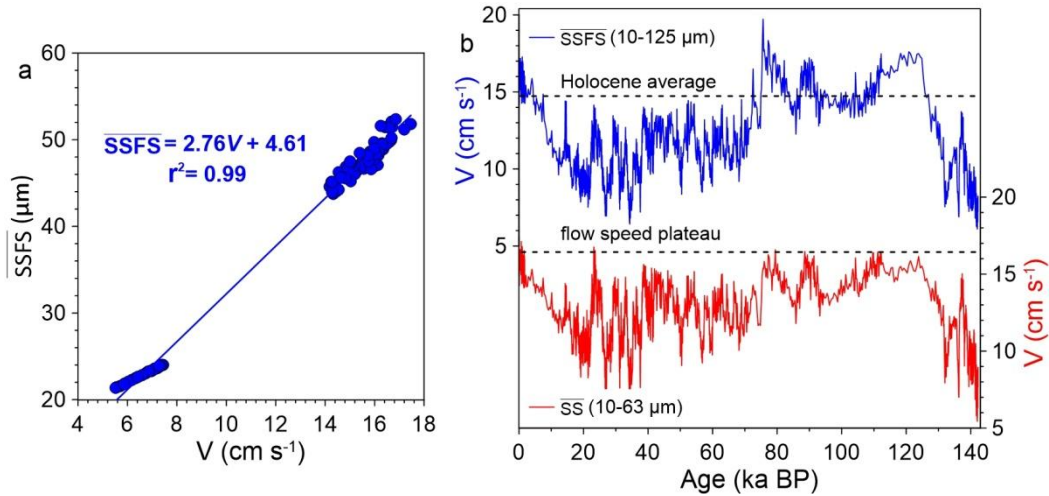 a
60
50
40
30
20
SSFS (μm)
SSFS = 2.76V + 4.61
r² = 0.99
4 6 8 10 12 14 16 18
V (cm s⁻¹)
b
20
15
10
5
V (cm s⁻¹)
SSFS (10-125 μm)
Holocene average
flow speed plateau
SS (10-63 μm)
20
15
10
5
V (cm s⁻¹)
0 20 40 60 80 100 120 140
Age (ka BP)